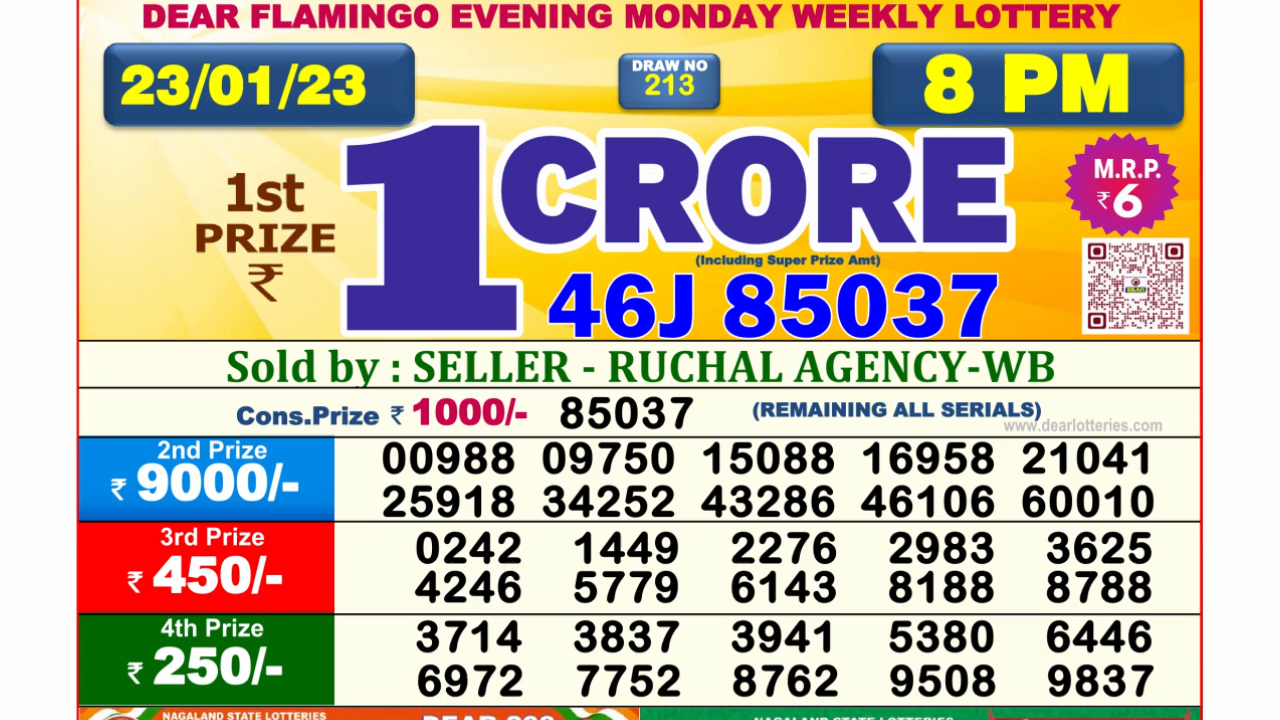 DEAR FLAMINGO EVENING MONDAY WEEKLY LOTTERY
23/01/23
DRAW NO
213
8 PM
1st
PRIZE
₹
1 CRORE
(Including Super Prize Amt)
46J 85037
M.R.P.
₹6
Sold by : SELLER - RUCHAL AGENCY-WB
Cons.Prize ₹ 1000/- 85037 (REMAINING ALL SERIALS)
www.dearlotteries.com
2nd Prize
₹ 9000/-
00988 09750 15088 16958 21041
25918 34252 43286 46106 60010
3rd Prize
₹ 450/-
0242 1449 2276 2983 3625
4246 5779 6143 8188 8788
4th Prize
₹ 250/-
3714 3837 3941 5380 6446
6972 7752 8762 9508 9837
NAGALAND STATE LOTTERIES
NAGALAND STATE LOTTERIES